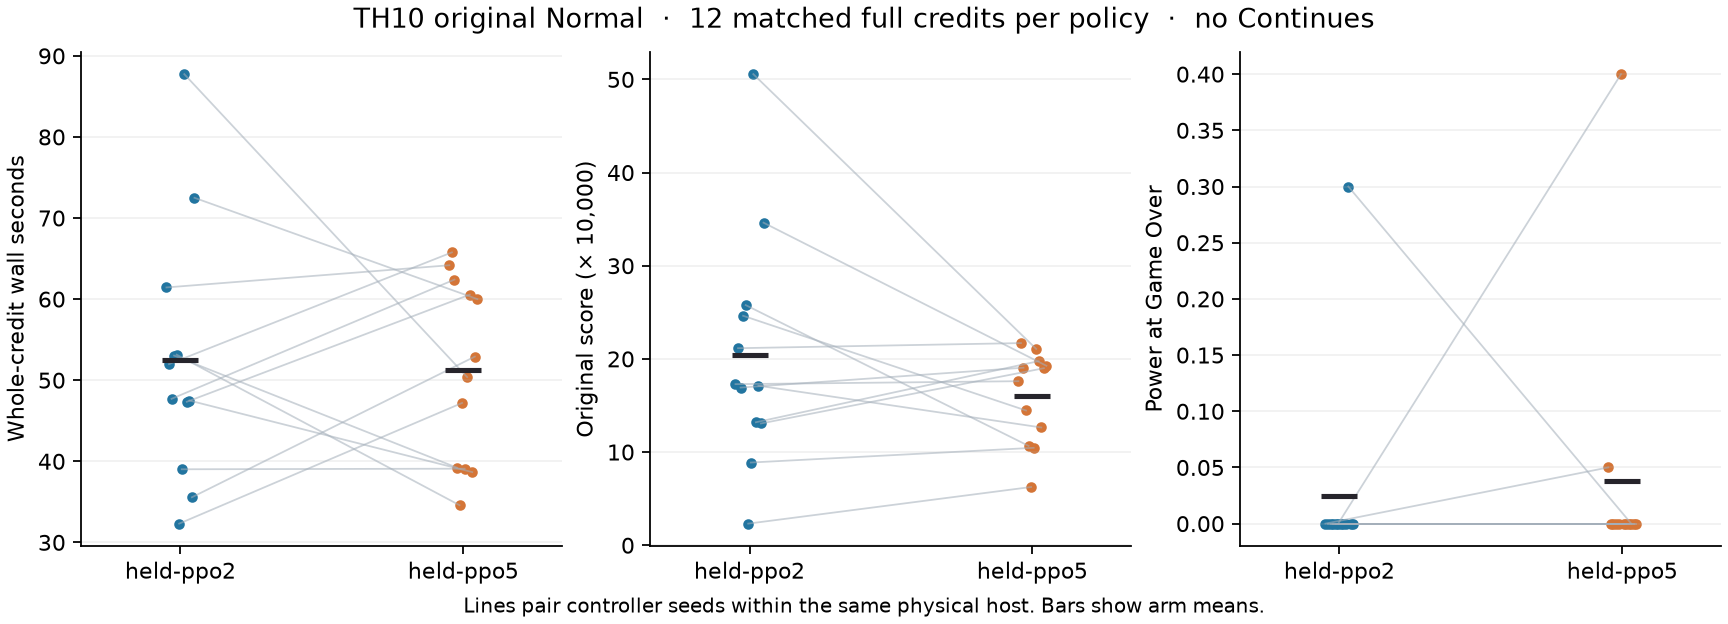 TH10 original Normal · 12 matched full credits per policy · no Continues
Whole-credit wall seconds
90
80
70
60
50
40
30
held-ppo2
held-ppo5
Original score (× 10,000)
50
40
30
20
10
0
held-ppo2
held-ppo5
Power at Game Over
0.40
0.35
0.30
0.25
0.20
0.15
0.10
0.05
0.00
held-ppo2
held-ppo5
Lines pair controller seeds within the same physical host. Bars show arm means.